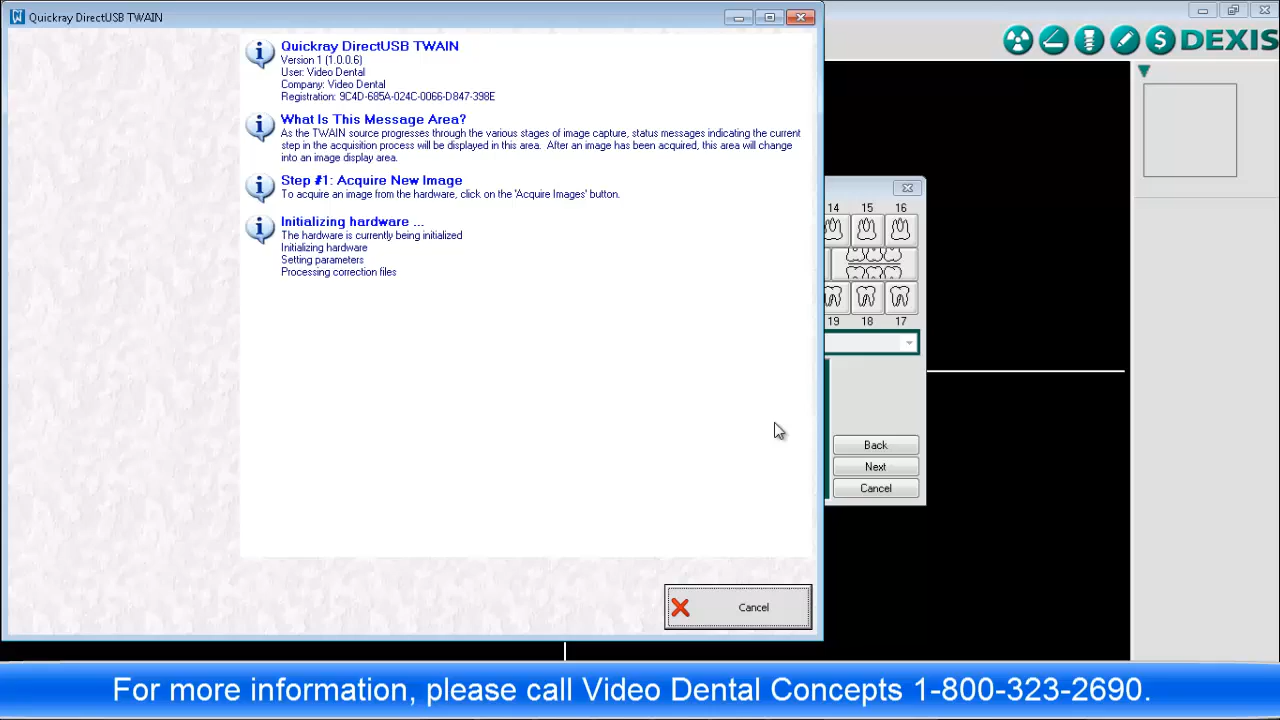 Quickray DirectUSB TWAIN
DEXIS
Quickray DirectUSB TWAIN
Version 1 (1.0.0.6)
User: Video Dental
Company: Video Dental
Registration: 9C4D-685A-024C-0066-D847-398E
What Is This Message Area?
As the TWAIN source progresses through the various stages of image capture, status messages indicating the current
step in the acquisition process will be displayed in this area. After an image has been acquired, this area will change
into an image display area.
Step #1: Acquire New Image
To acquire an image from the hardware, click on the 'Acquire Images' button.
Initializing hardware ...
The hardware is currently being initialized
Initializing hardware
Setting parameters
Processing correction files
14 15 16
19 18 17
Back
Next
Cancel
Cancel
For more information, please call Video Dental Concepts 1-800-323-2690.